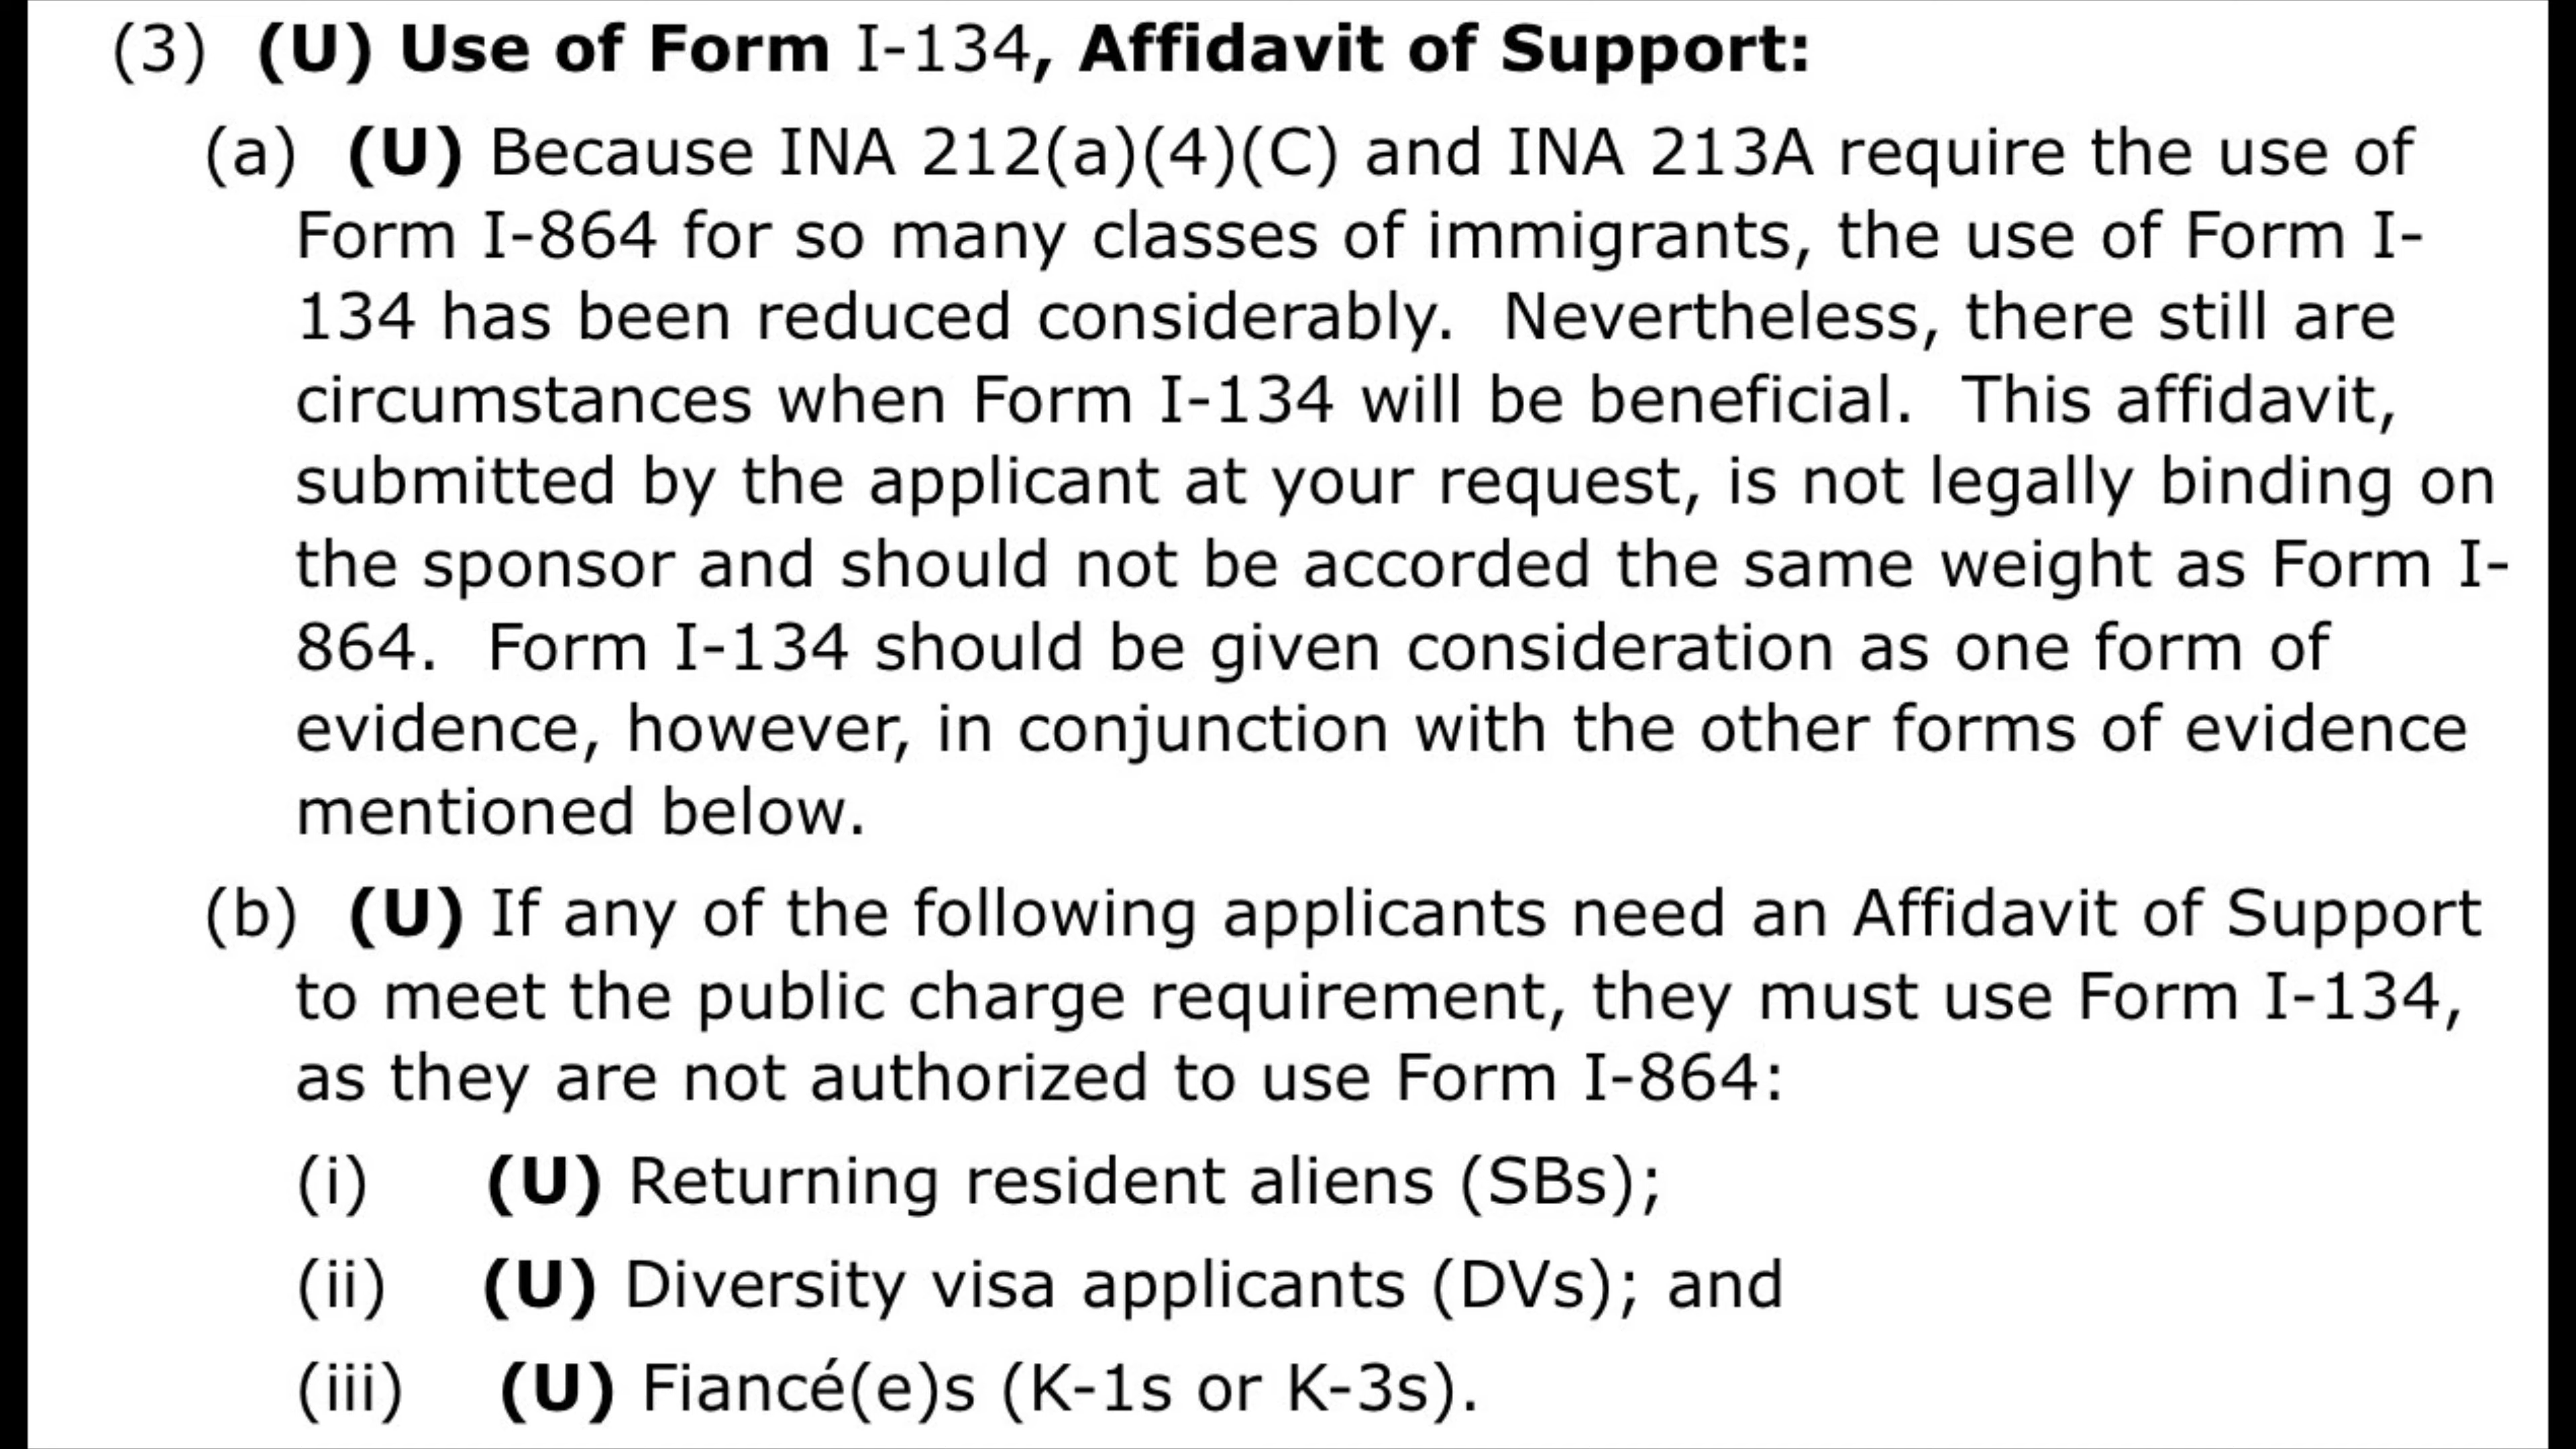 (3) (U) Use of Form I-134, Affidavit of Support:
(a) (U) Because INA 212(a)(4)(C) and INA 213A require the use of
Form I-864 for so many classes of immigrants, the use of Form I-
134 has been reduced considerably. Nevertheless, there still are
circumstances when Form I-134 will be beneficial. This affidavit,
submitted by the applicant at your request, is not legally binding on
the sponsor and should not be accorded the same weight as Form I-
864. Form I-134 should be given consideration as one form of
evidence, however, in conjunction with the other forms of evidence
mentioned below.
(b) (U) If any of the following applicants need an Affidavit of Support
to meet the public charge requirement, they must use Form I-134,
as they are not authorized to use Form I-864:
(i) (U) Returning resident aliens (SBs);
(ii) (U) Diversity visa applicants (DVs); and
(iii) (U) Fiancé(e)s (K-1s or K-3s).